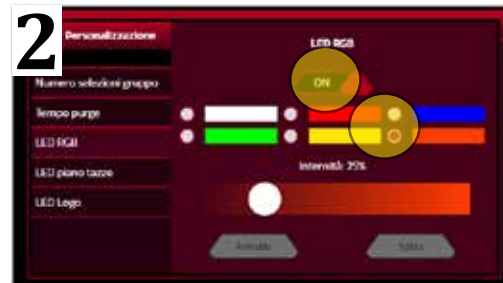 2
Personalizzazione
LED RGB
Numero selezioni gruppo
ON
Tempo purge
LED RGB
Intensità: 25%
LED piano tazze
LED Logo
Annulla
Salva